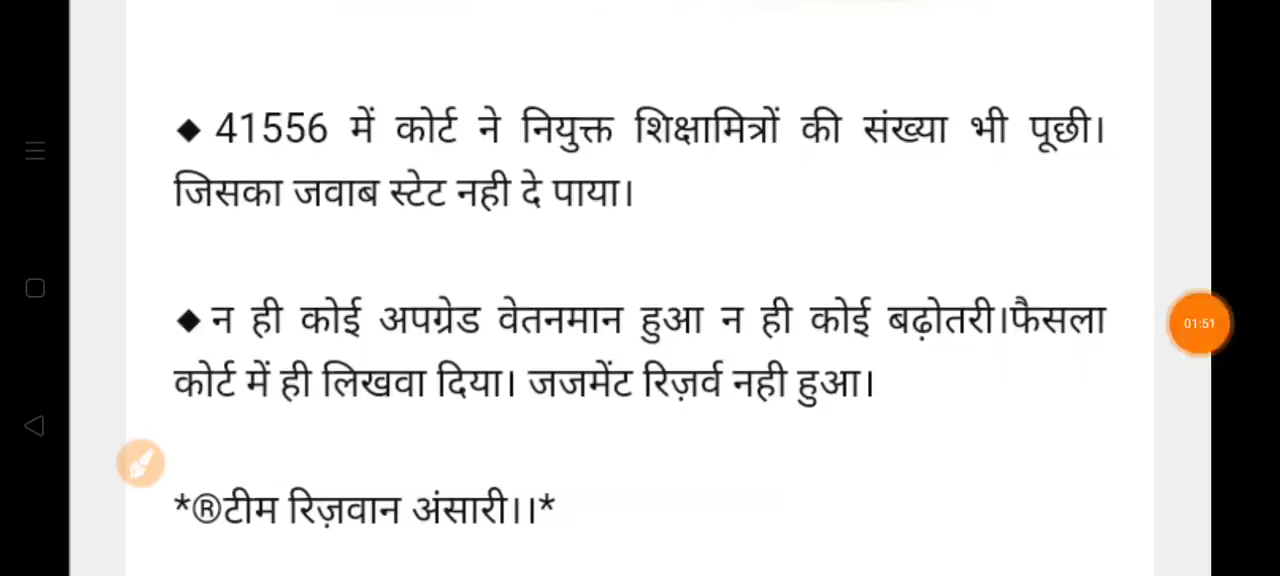 ◆ 41556 में कोर्ट ने नियुक्त शिक्षामित्रों की संख्या भी पूछी।
जिसका जवाब स्टेट नही दे पाया।
◆ न ही कोई अपग्रेड वेतनमान हुआ न ही कोई बढ़ोतरी।फैसला
कोर्ट में ही लिखवा दिया। जजमेंट रिज़र्व नही हुआ।
*®टीम रिज़वान अंसारी।।*
01:51